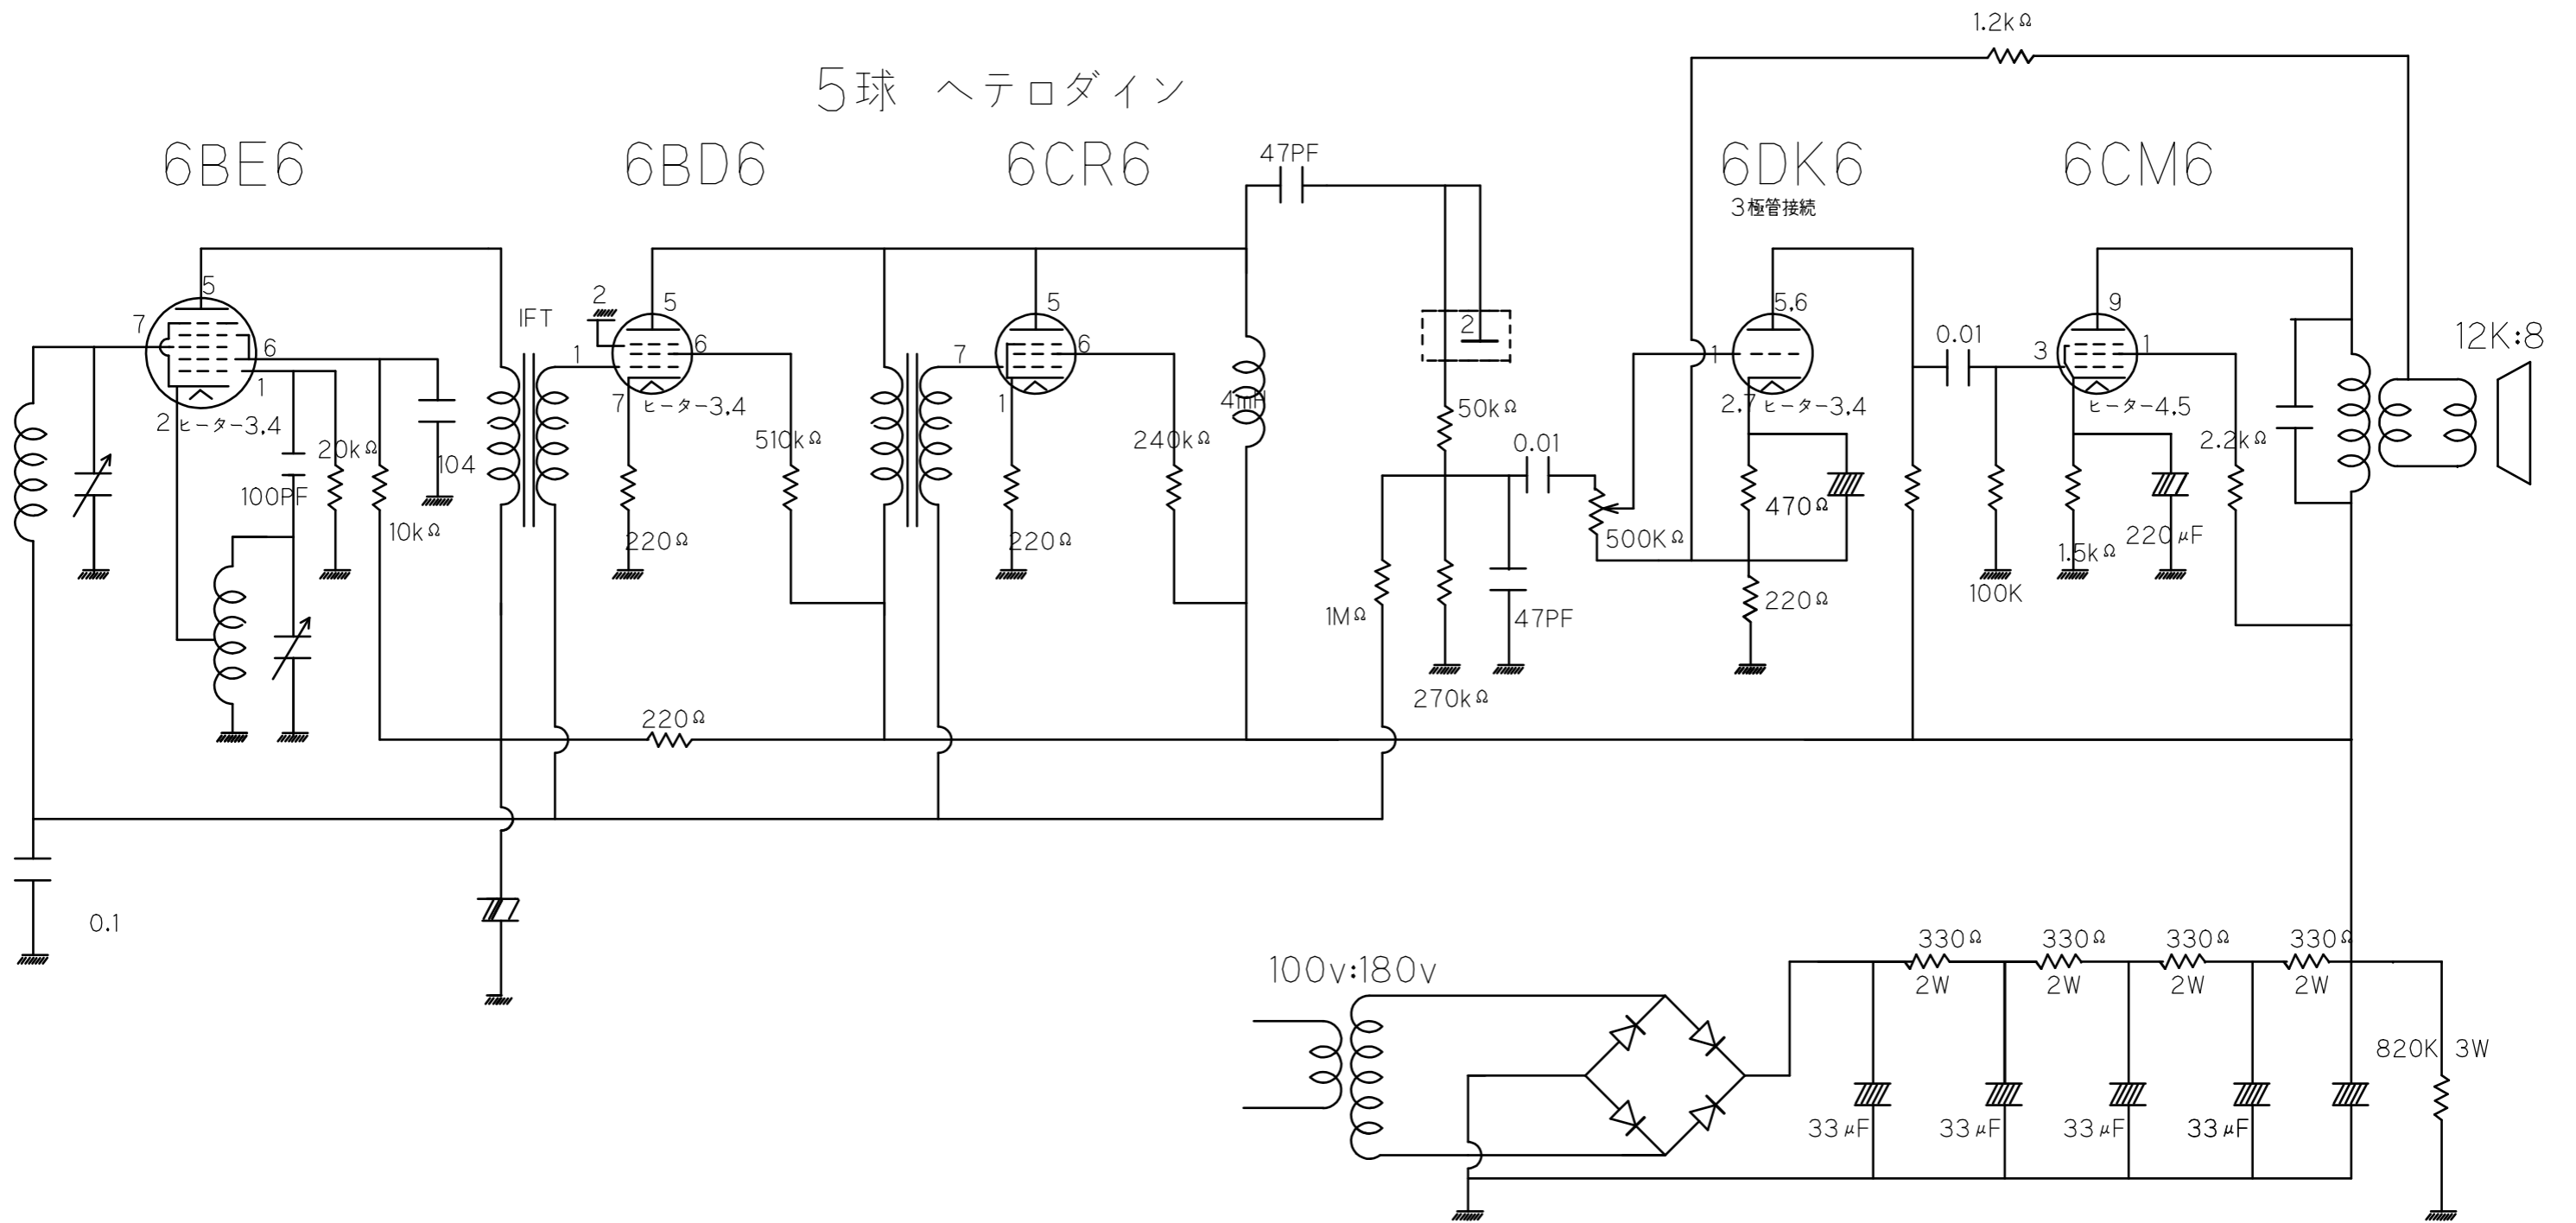 1.2kΩ
5球 ヘテロダイン
6BE6
6BD6
6CR6
47PF
6DK6
3極管接続
6CM6
5
7
6
1
2 ヒーター3,4
100PF
20kΩ
10kΩ
104
IFT
2
5
1
6
7 ヒーター3,4
220Ω
510kΩ
5
7
6
1
220Ω
240kΩ
4mH
2
50kΩ
0.01
500KΩ
1MΩ
47PF
270kΩ
5,6
1
2,7 ヒーター3,4
470Ω
220Ω
0.01
100K
9
3
1
ヒーター4,5
1.5kΩ
220μF
2.2kΩ
12K:8
220Ω
0.1
100v:180v
330Ω
2W
330Ω
2W
330Ω
2W
330Ω
2W
33μF
33μF
33μF
33μF
820K 3W